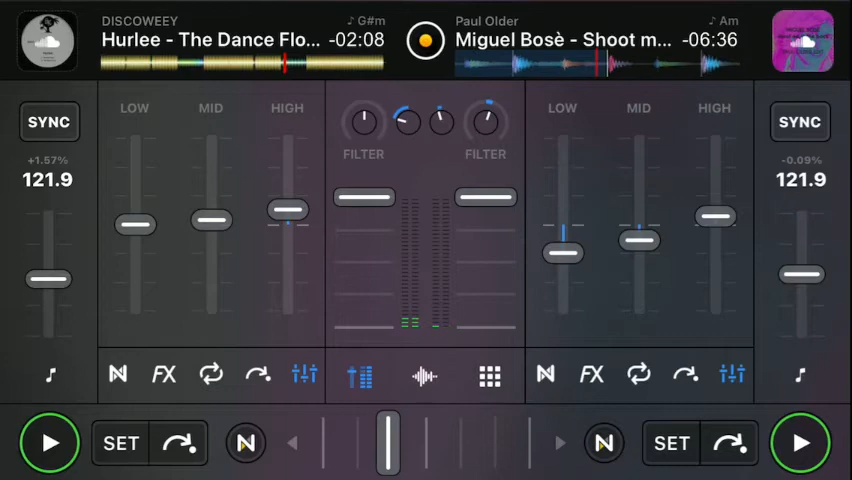 DISCOWEEY
♪ G#m
Hurlee - The Dance Flo... -02:08
Paul Older
♪ Am
Miguel Bosè - Shoot m... -06:36
SYNC
LOW MID HIGH
FILTER FILTER
LOW MID HIGH
SYNC
+1.57%
121.9
-0.09%
121.9
FX
FX
SET
SET